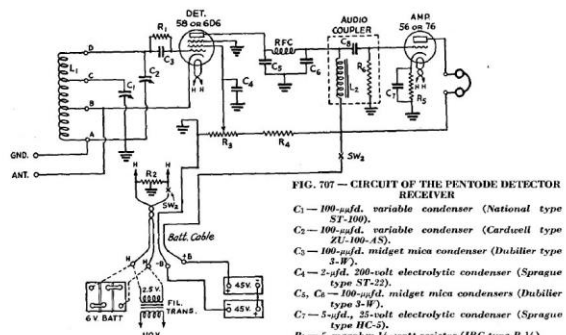 DET.
58 OR 6D6
AUDIO
COUPLER
AMP.
56 OR 76
R1
C3
D
L1
C
C1
C2
B
A
H H
C4
RFC
C5
C6
C8
R6
L2
C7
H H
R5
GND.
ANT.
R3
R4
SW2
H
R2
H
SW2
Batt. Cable
H
H
-B
+B
2.5 V.
FIL.
TRANS.
6 V. BATT
45V.
45V.
110 V.
FIG. 707 — CIRCUIT OF THE PENTODE DETECTOR
RECEIVER
C1 — 100-μμfd. variable condenser (National type
ST-100).
C2 — 100-μμfd. variable condenser (Cardwell type
ZU-100-AS).
C3 — 100-μμfd. midget mica condenser (Dubilier type
3-W).
C4 — 2-μfd. 200-volt electrolytic condenser (Sprague
type ST-22).
C5, C6 — 100-μμfd. midget mica condensers (Dubilier
type 3-W).
C7 — 5-μfd., 25-volt electrolytic condenser (Sprague
type HC-5).